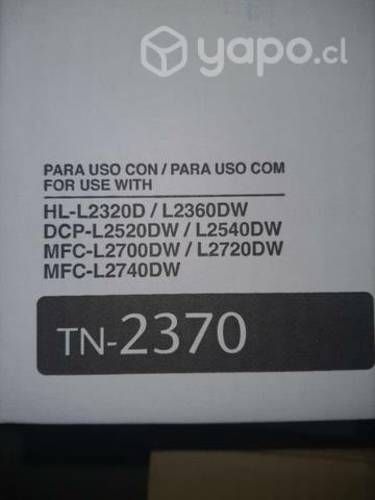 yapo.cl
PARA USO CON / PARA USO COM
FOR USE WITH
HL-L2320D / L2360DW
DCP-L2520DW / L2540DW
MFC-L2700DW / L2720DW
MFC-L2740DW
TN-2370